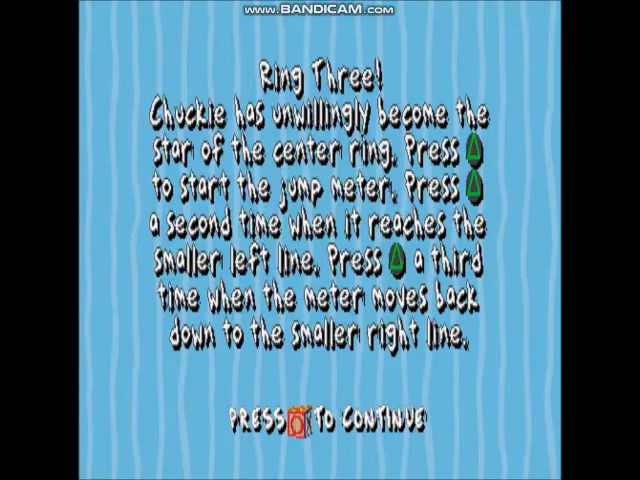 www.BANDICAM.com
Ring Three!
Chuckie has unwillingly become the
star of the center ring. Press
to start the jump meter. Press
a second time when it reaches the
smaller left line. Press a third
time when the meter moves back
down to the smaller right line.
PRESS TO CONTINUE